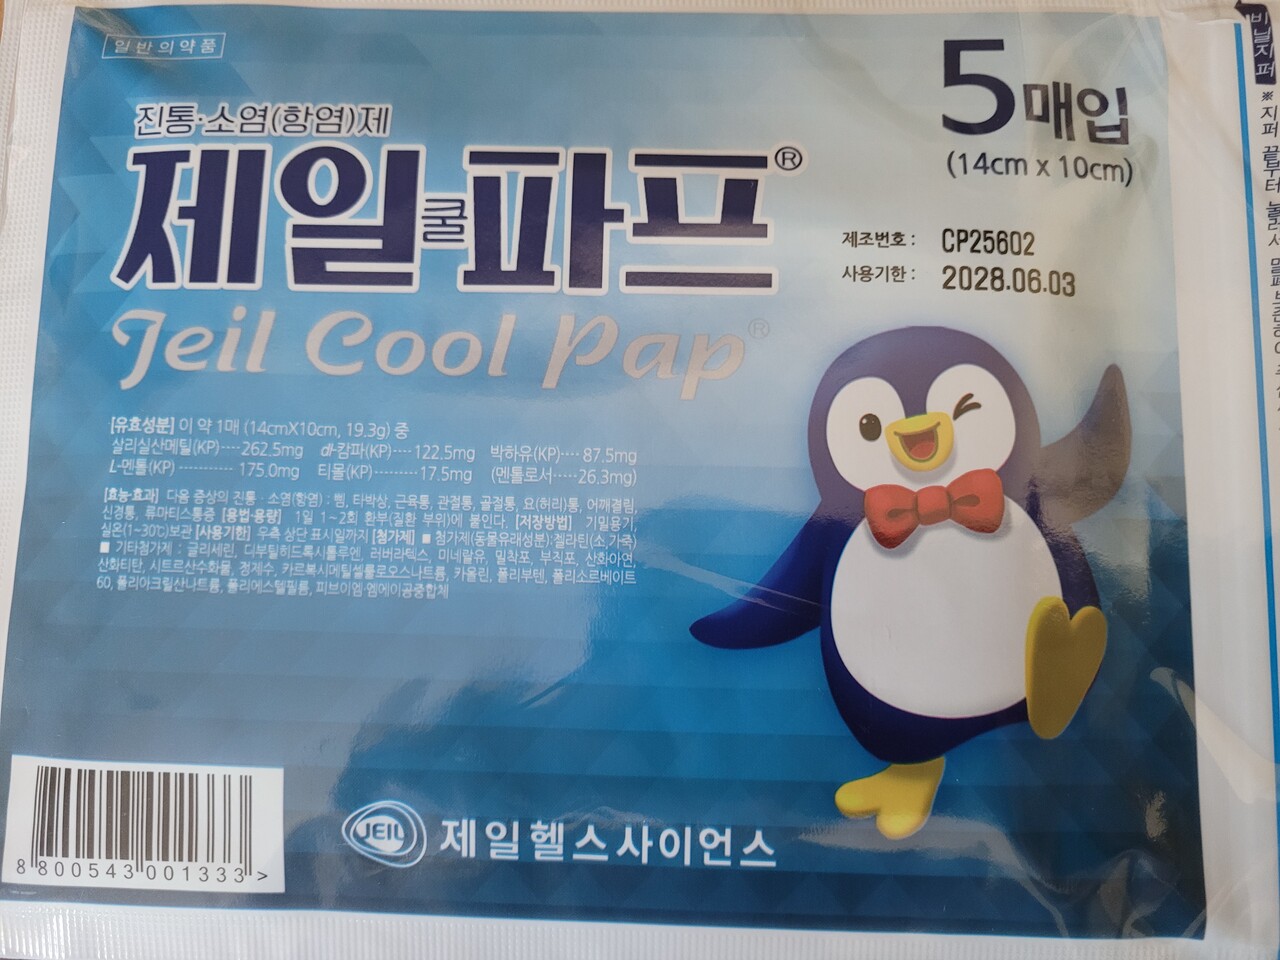 일반의약품
진통·소염(항염)제
제일쿨파프®
Jeil Cool Pap®
5매입
(14cm x 10cm)
제조번호 : CP25602
사용기한 : 2028.06.03
[유효성분] 이 약 1매 (14cmX10cm, 19.3g) 중
살리실산메틸(KP)····262.5mg dl-캄파(KP)····122.5mg 박하유(KP)···· 87.5mg
L-멘톨(KP) ··········· 175.0mg 티몰(KP)·········17.5mg (멘톨로서·····26.3mg)
[효능·효과] 다음 증상의 진통 · 소염(항염) : 삠, 타박상, 근육통, 관절통, 골절통, 요(허리)통, 어깨결림,
신경통, 류마티스통증 [용법·용량] 1일 1~2회 환부(질환 부위)에 붙인다. [저장방법] 기밀용기,
실온(1~30℃)보관 [사용기한] 우측 상단 표시일까지 [첨가제] ■ 첨가제(동물유래성분):젤라틴(소,가죽)
■ 기타첨가제 : 글리세린, 디부틸히드록시톨루엔, 러버라텍스, 미네랄유, 밀착포, 부직포, 산화아연,
산화티탄, 시트르산수화물, 정제수, 카르복시메틸셀룰로오스나트륨, 카올린, 폴리부텐, 폴리소르베이트
60, 폴리아크릴산나트륨, 폴리에스텔필름, 피브이엠·엠에이공중합체
8 800543 001333 >
JEIL 제일헬스사이언스
비닐지퍼
※지퍼 끝부터 눌러서